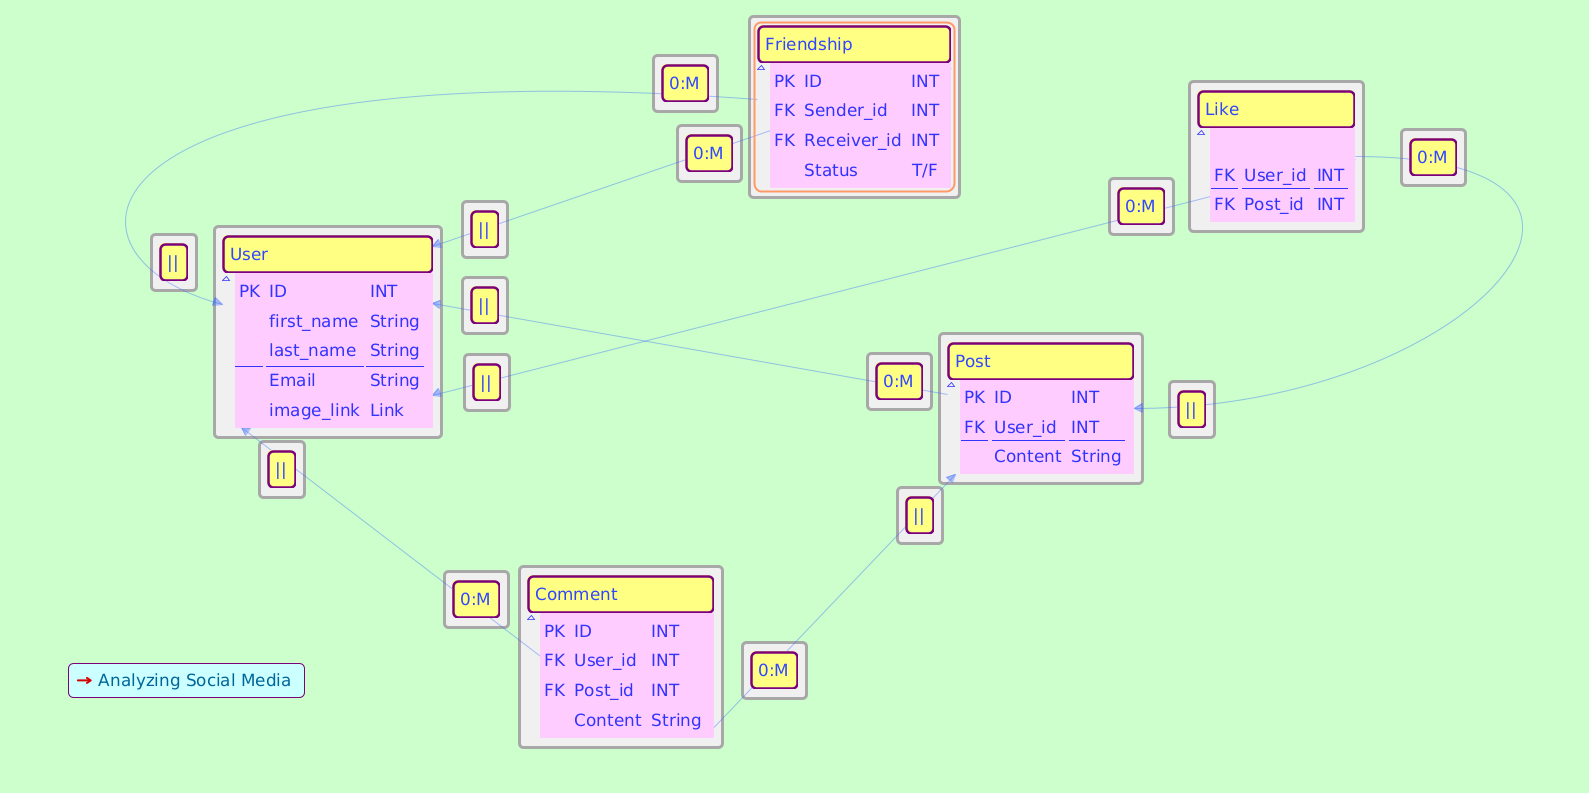 Friendship
PK ID INT
FK Sender_id INT
FK Receiver_id INT
Status T/F
0:M
0:M
Like
FK User_id INT
FK Post_id INT
0:M
0:M
||
||
User
PK ID INT
first_name String
last_name String
Email String
image_link Link
||
||
||
0:M
Post
PK ID INT
FK User_id INT
Content String
||
||
0:M
Comment
PK ID INT
FK User_id INT
FK Post_id INT
Content String
0:M
→ Analyzing Social Media